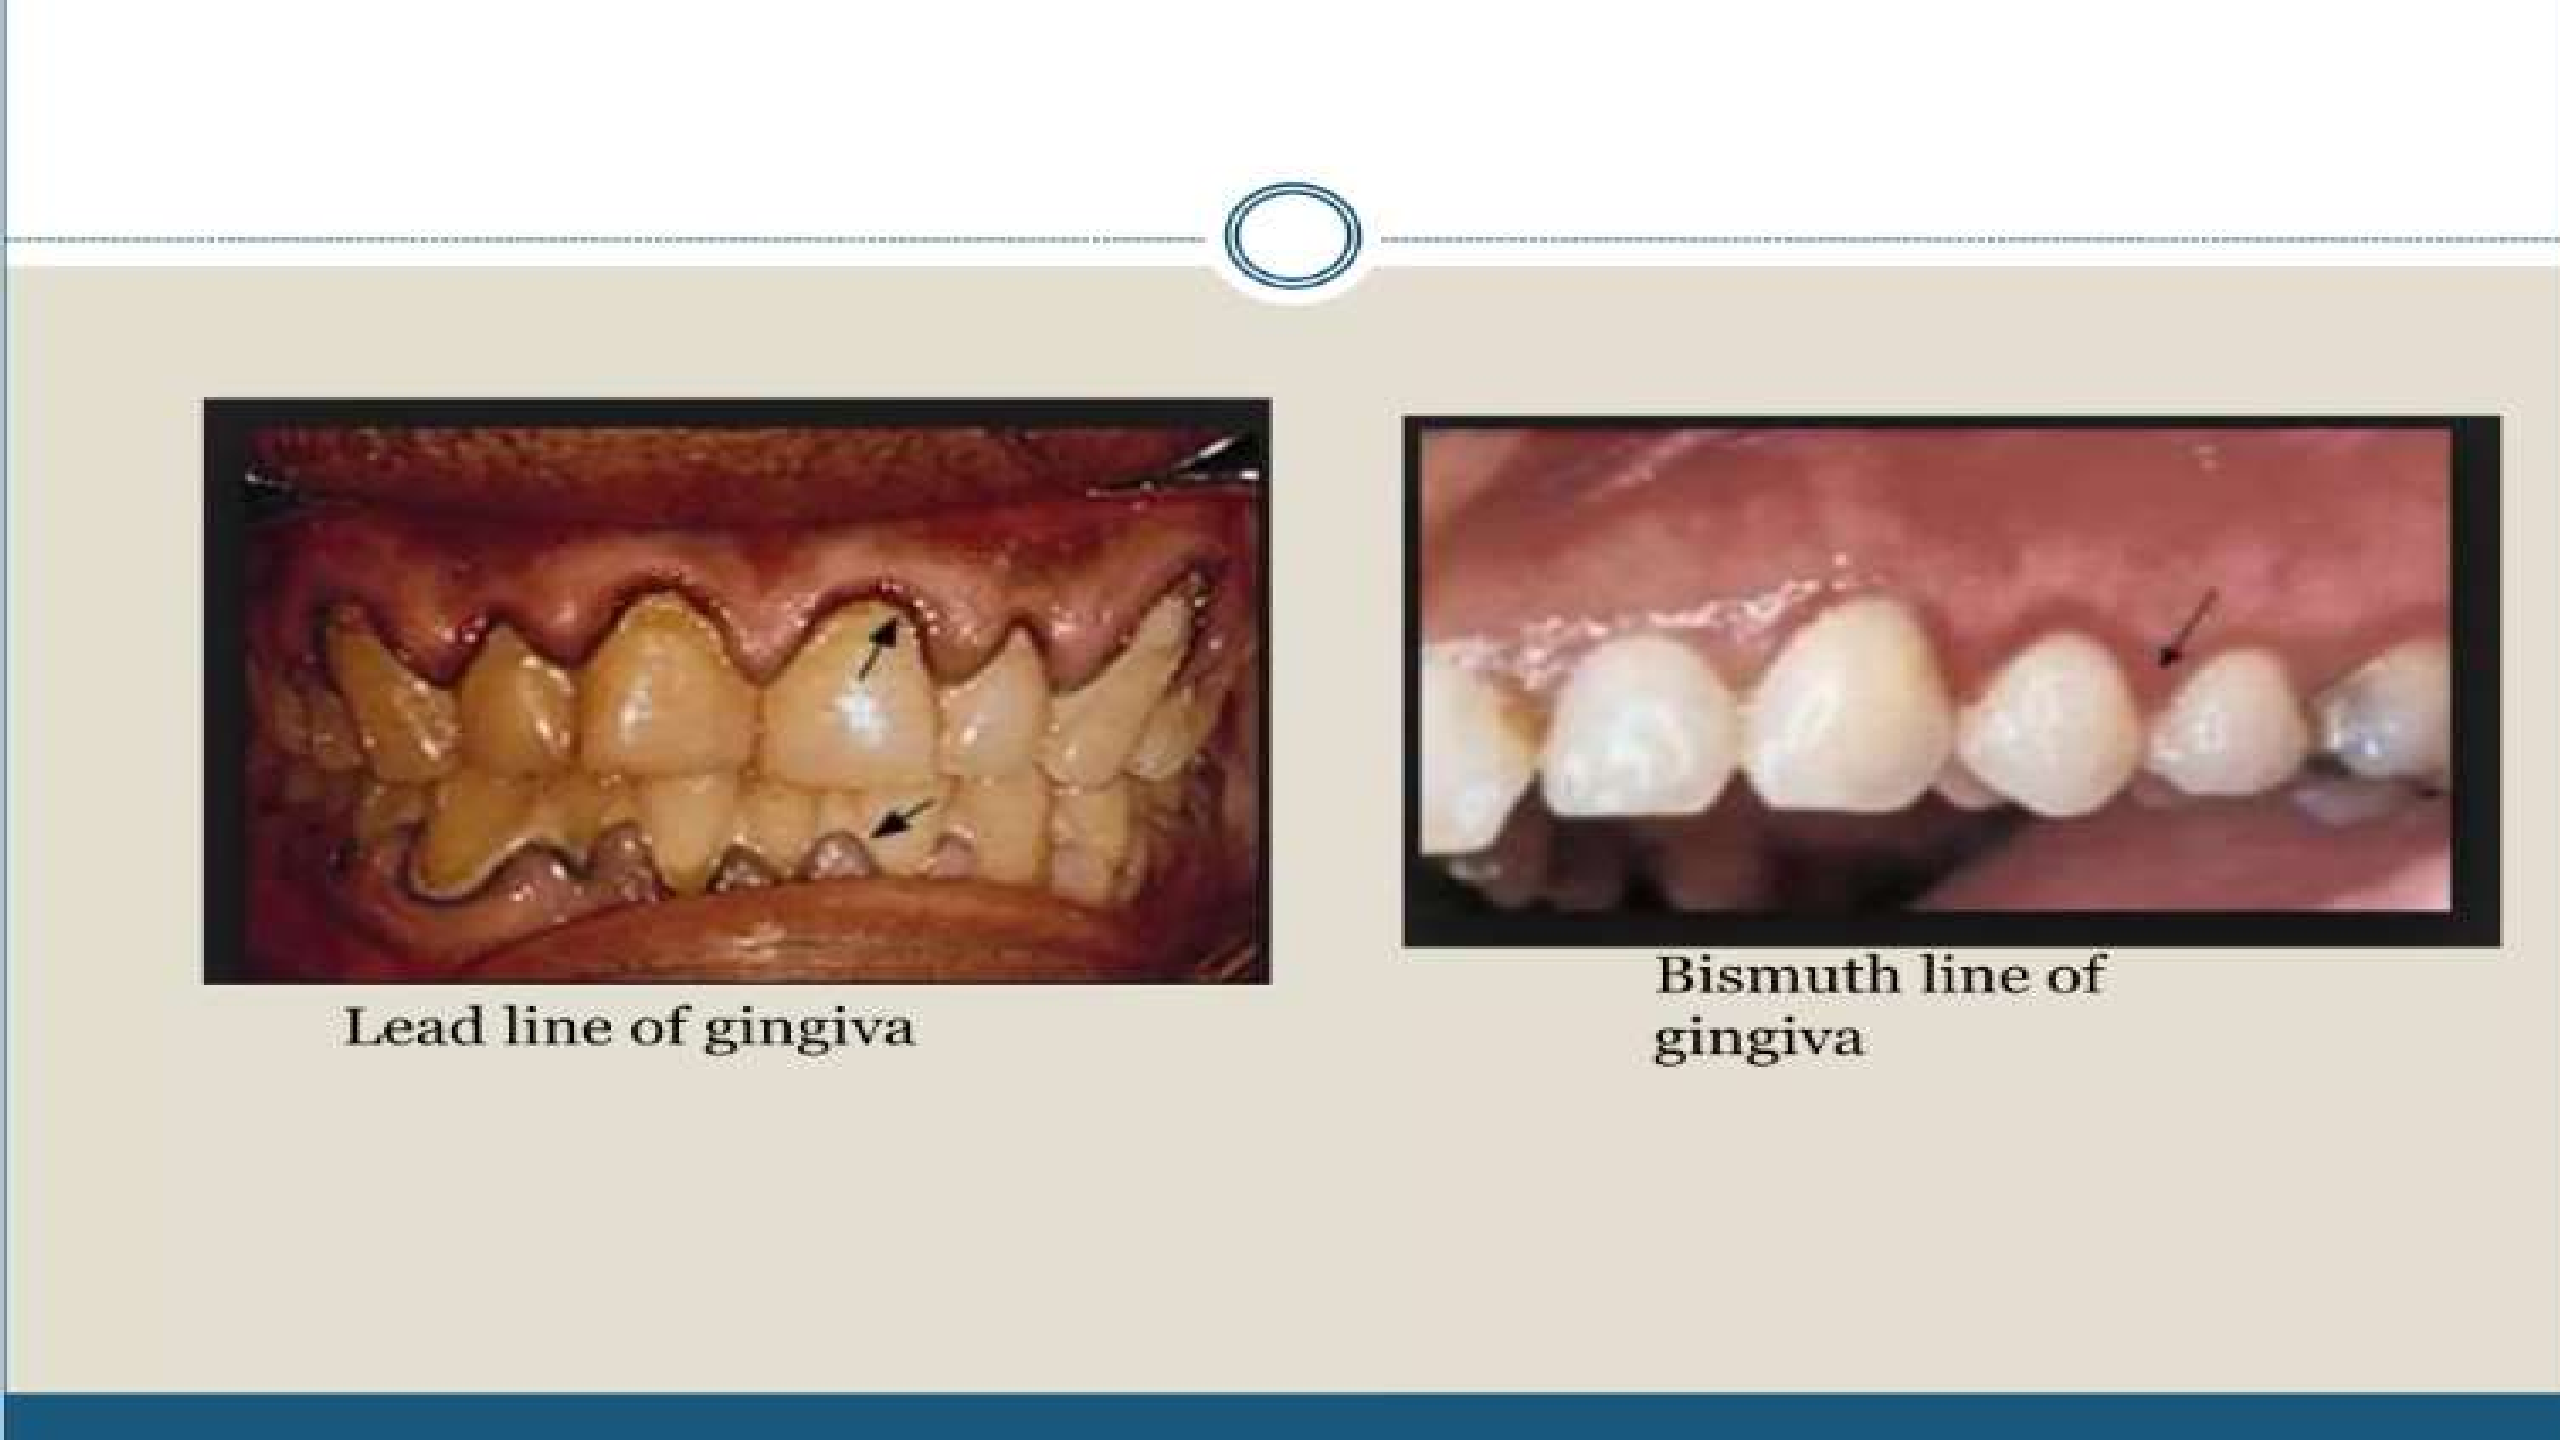 Lead line of gingiva
Bismuth line of
gingiva